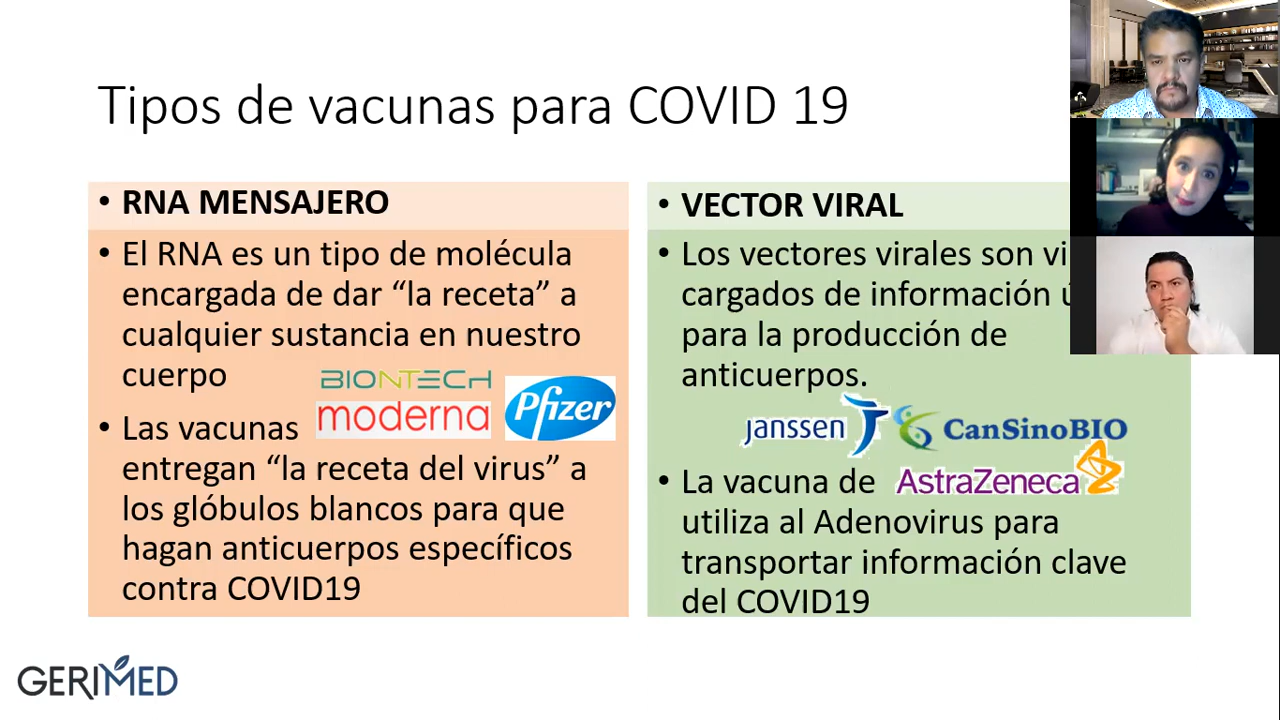 Tipos de vacunas para COVID 19
• RNA MENSAJERO
• El RNA es un tipo de molécula
encargada de dar “la receta” a
cualquier sustancia en nuestro
cuerpo
BIONTECH
moderna
Pfizer
• Las vacunas
entregan “la receta del virus” a
los glóbulos blancos para que
hagan anticuerpos específicos
contra COVID19
• VECTOR VIRAL
• Los vectores virales son
cargados de información
para la producción de
anticuerpos.
janssen
CanSinoBIO
• La vacuna de AstraZeneca
utiliza al Adenovirus para
transportar información clave
del COVID19
GERIMED